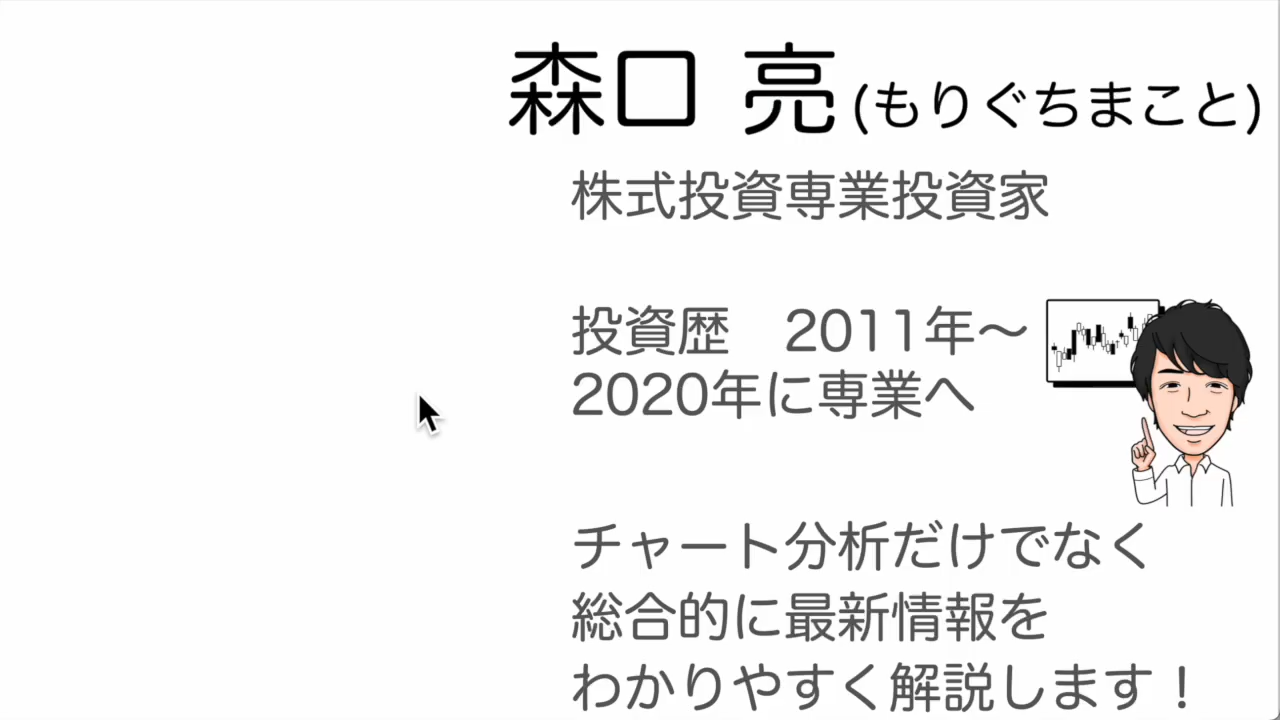 森口 亮(もりぐちまこと)
株式投資専業投資家
投資歴　2011年〜
2020年に専業へ
チャート分析だけでなく
総合的に最新情報を
わかりやすく解説します！